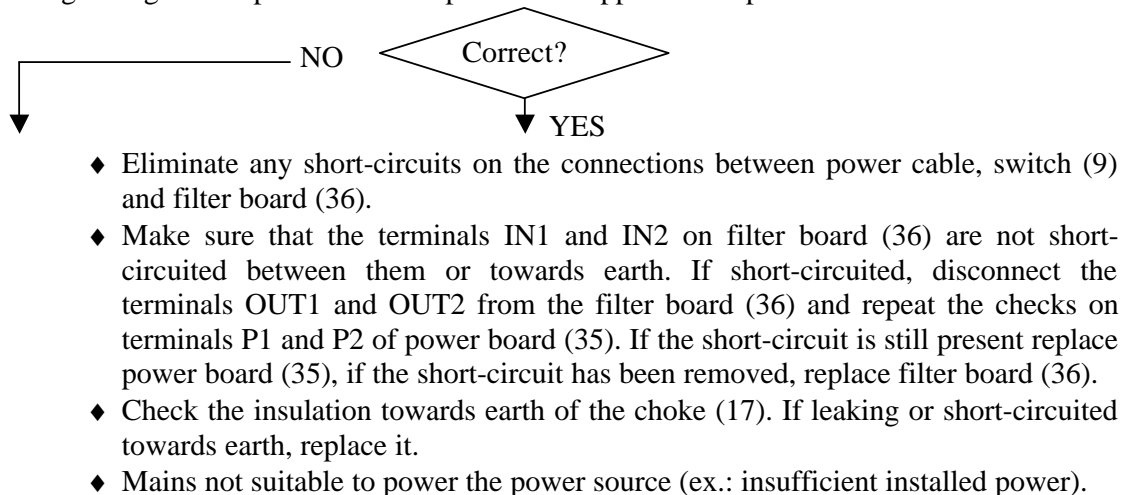 Correct?
NO
YES
♦ Eliminate any short-circuits on the connections between power cable, switch (9)
and filter board (36).
♦ Make sure that the terminals IN1 and IN2 on filter board (36) are not short-
circuited between them or towards earth. If short-circuited, disconnect the
terminals OUT1 and OUT2 from the filter board (36) and repeat the checks on
terminals P1 and P2 of power board (35). If the short-circuit is still present replace
power board (35), if the short-circuit has been removed, replace filter board (36).
♦ Check the insulation towards earth of the choke (17). If leaking or short-circuited
towards earth, replace it.
♦ Mains not suitable to power the power source (ex.: insufficient installed power).